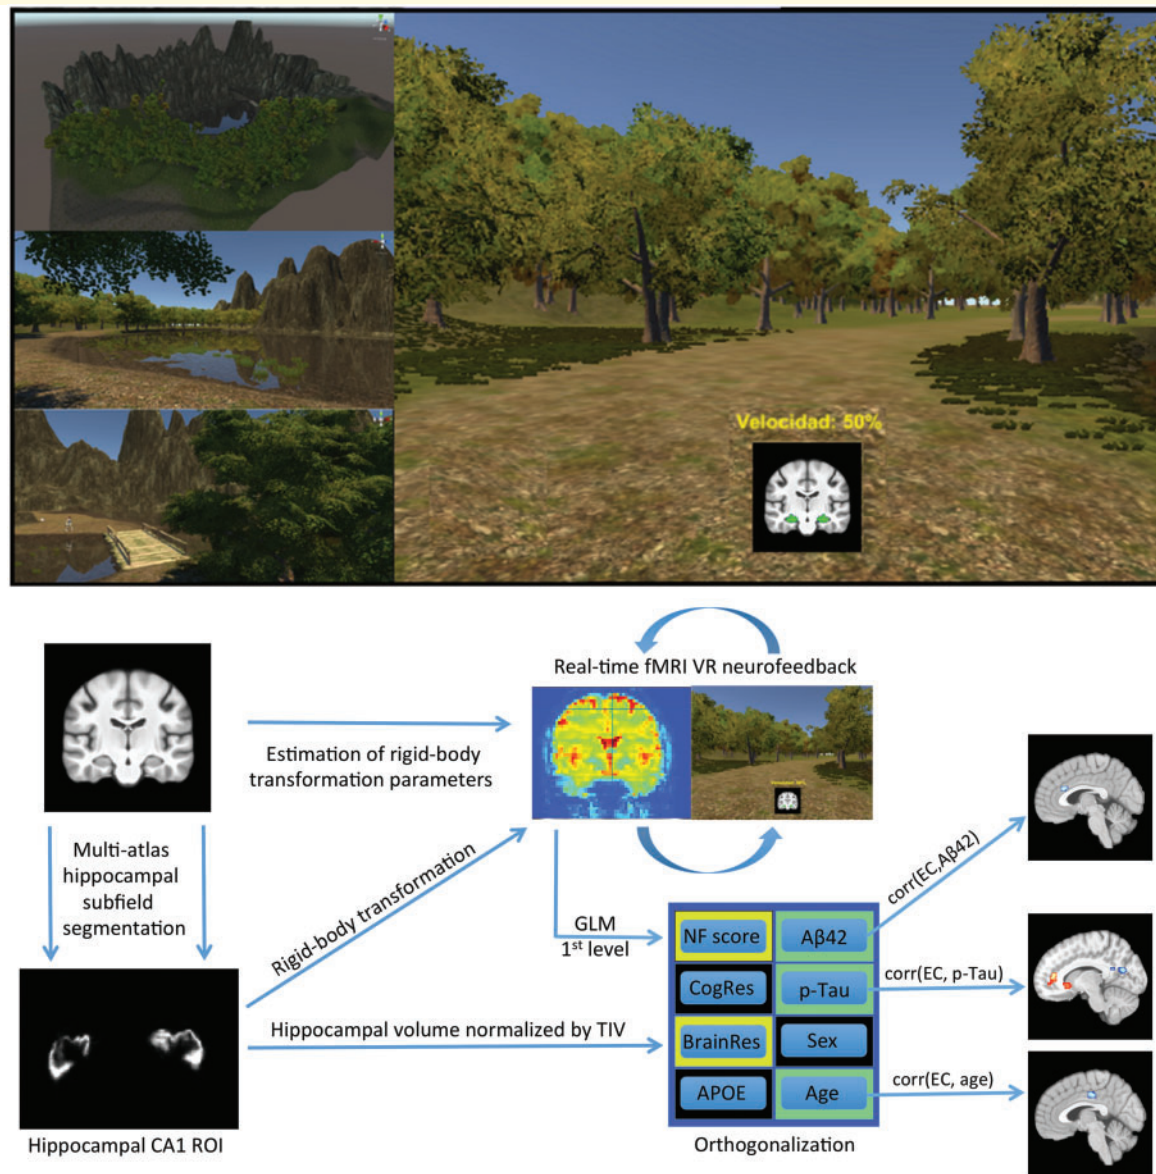 Velocidad: 50%
Real-time fMRI VR neurofeedback
Estimation of rigid-body
transformation parameters
Multi-atlas
hippocampal
subfield
segmentation
Rigid-body transformation
GLM
1st level
NF score
Aβ42
CogRes
p-Tau
Hippocampal volume normalized by TIV
BrainRes
Sex
APOE
Age
corr(EC,Aβ42)
corr(EC, p-Tau)
corr(EC, age)
Hippocampal CA1 ROI
Orthogonalization